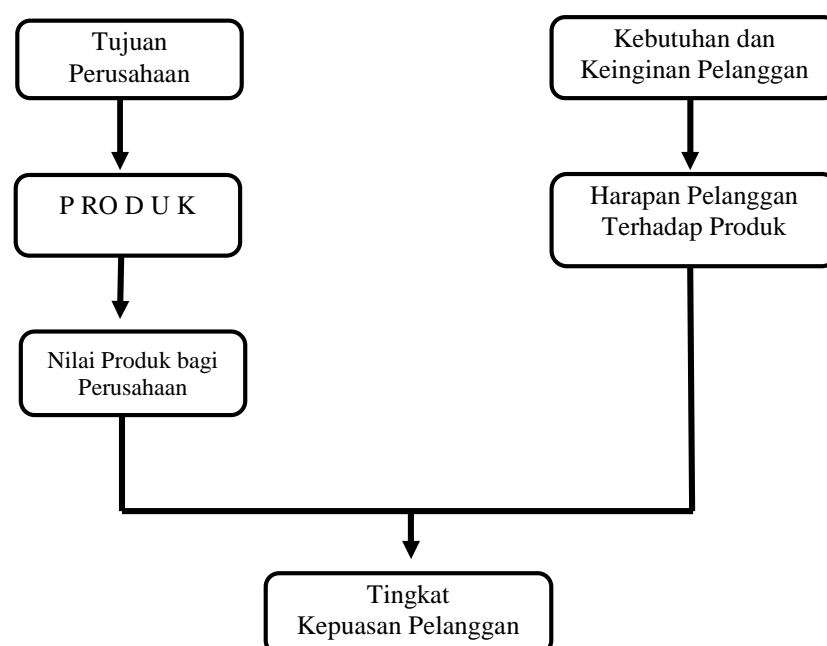 Tujuan
Perusahaan
Kebutuhan dan
Keinginan Pelanggan
P RO D U K
Harapan Pelanggan
Terhadap Produk
Nilai Produk bagi
Perusahaan
Tingkat
Kepuasan Pelanggan